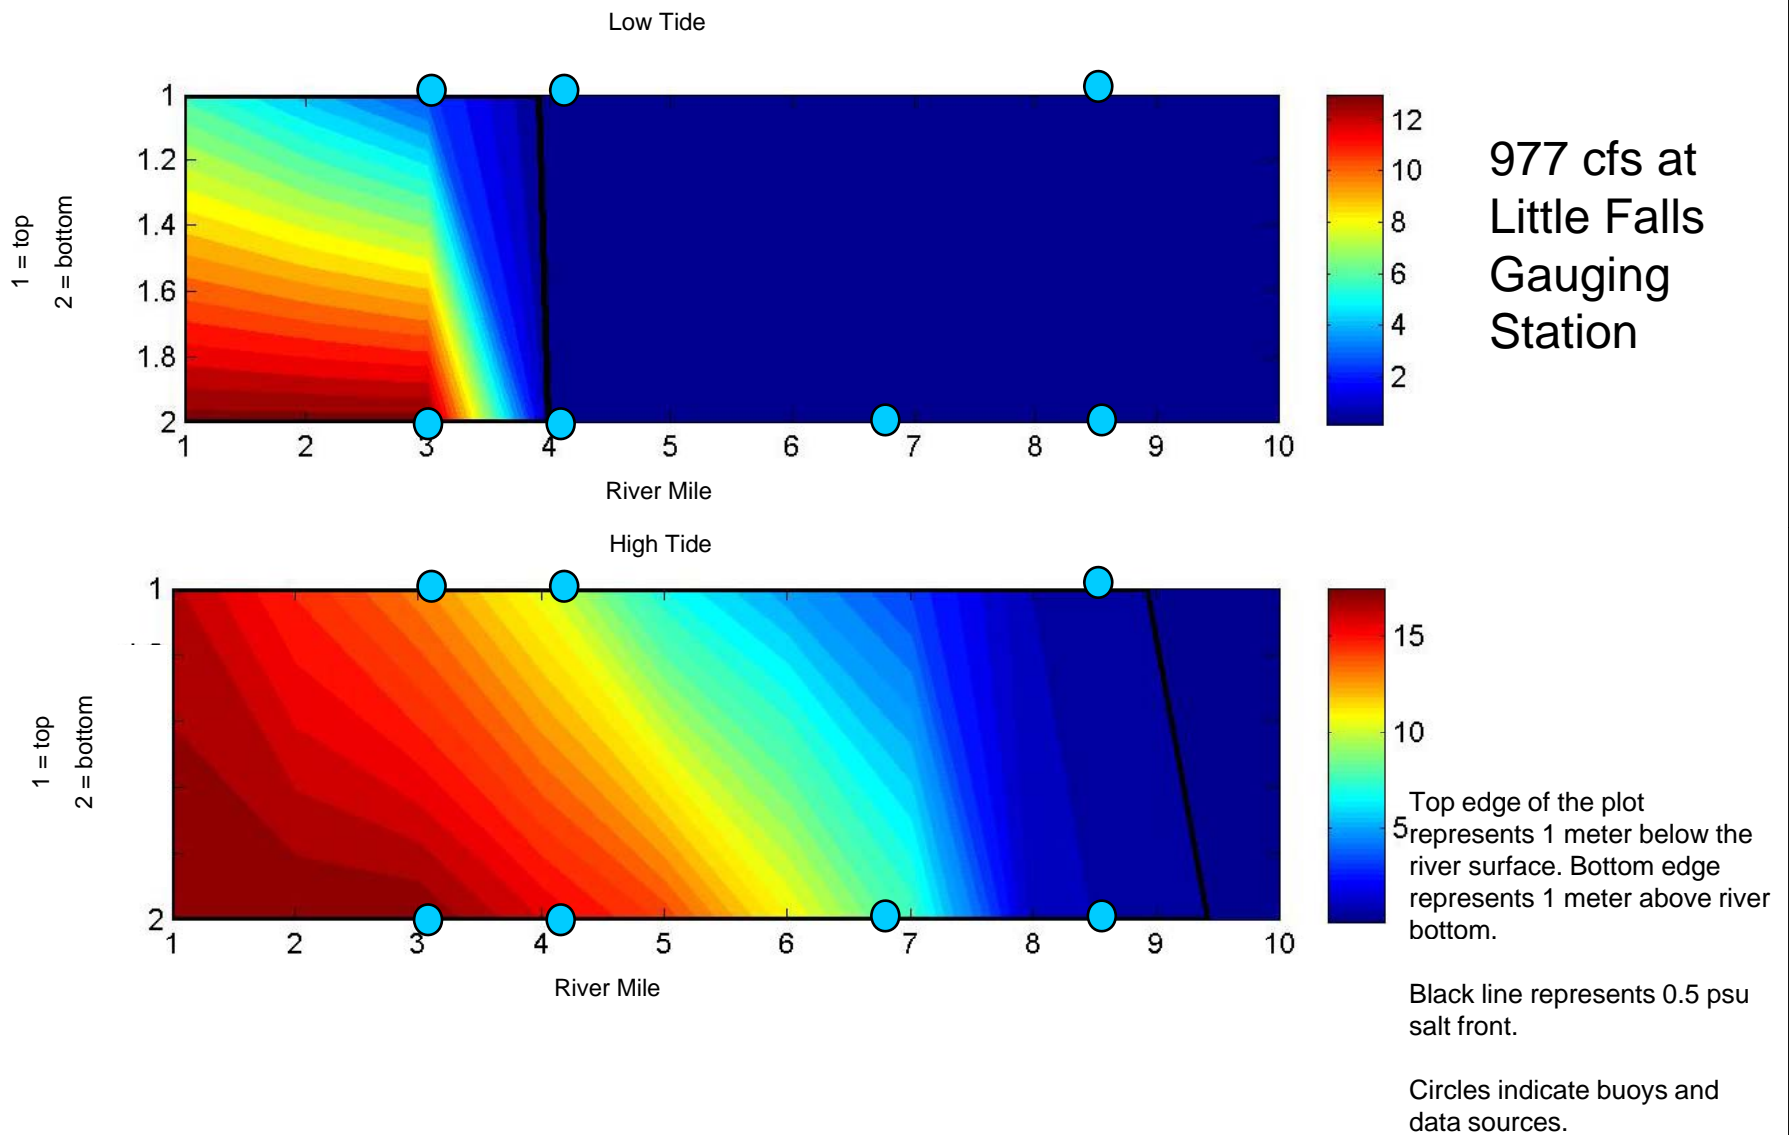 Low Tide
1
1.2
1.4
1.6
1.8
2
1 = top
2 = bottom
1 2 3 4 5 6 7 8 9 10
River Mile
12
10
8
6
4
2
977 cfs at
Little Falls
Gauging
Station
High Tide
1
2
1 = top
2 = bottom
1 2 3 4 5 6 7 8 9 10
River Mile
15
10
5
Top edge of the plot
represents 1 meter below the
river surface. Bottom edge
represents 1 meter above river
bottom.
Black line represents 0.5 psu
salt front.
Circles indicate buoys and
data sources.